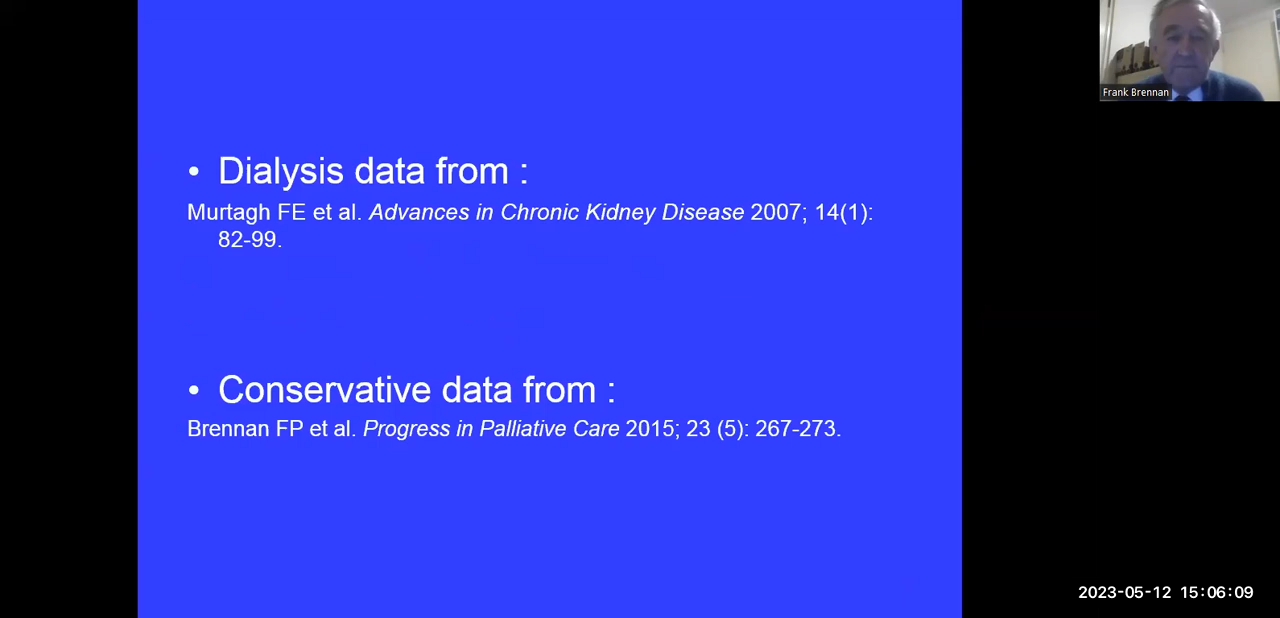 • Dialysis data from :
Murtagh FE et al. Advances in Chronic Kidney Disease 2007; 14(1):
82-99.
• Conservative data from :
Brennan FP et al. Progress in Palliative Care 2015; 23 (5): 267-273.
Frank Brennan
2023-05-12 15:06:09